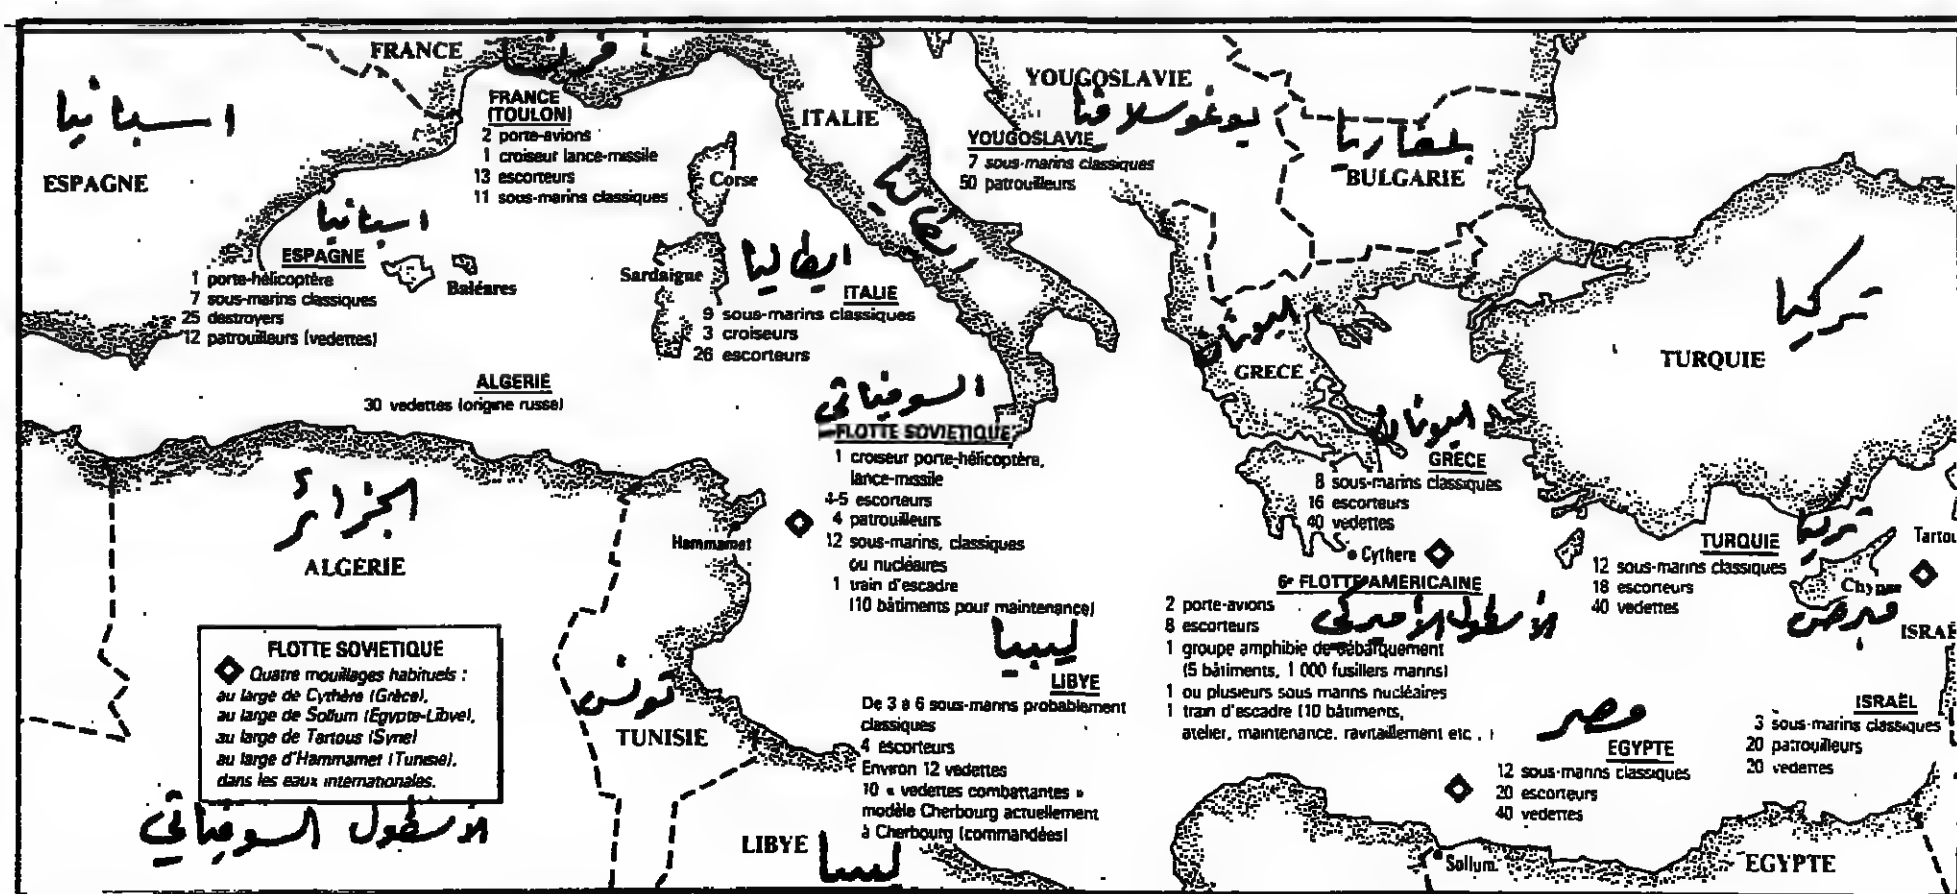 FRANCE
فرنسا
اسبانيا
ESPAGNE
FRANCE
(TOULON)
2 porte-avions
1 croiseur lance-missile
13 escorteurs
11 sous-marins classiques
Corse
ITALIE
ايطاليا
YOUGOSLAVIE
يوغوسلافيا
YOUGOSLAVIE
7 sous-marins classiques
50 patrouilleurs
بلغاريا
BULGARIE
اسبانيا
ESPAGNE
1 porte-hélicoptère
7 sous-marins classiques
25 destroyers
12 patrouilleurs (vedettes)
Baléares
Sardaigne
ايطاليا
ITALIE
9 sous-marins classiques
3 croiseurs
26 escorteurs
اليونان
GRECE
تركيا
TURQUIE
ALGERIE
30 vedettes (origine russe)
السوفياتي
FLOTTE SOVIETIQUE
1 croiseur porte-hélicoptère,
lance-missile
4-5 escorteurs
4 patrouilleurs
12 sous-marins, classiques
ou nucléaires
1 train d'escadre
(10 bâtiments pour maintenance)
اليونان
GRECE
8 sous-marins classiques
16 escorteurs
40 vedettes
Cythere
الجزائر
ALGERIE
Hammamet
تركيا
TURQUIE
12 sous-marins classiques
18 escorteurs
40 vedettes
Tartou
Chypre
قبرص
ISRAË
6e FLOTTE AMERICAINE
الأسطول الأميركي
2 porte-avions
8 escorteurs
1 groupe amphibie de débarquement
(5 bâtiments, 1 000 fusillers marins)
1 ou plusieurs sous marins nucléaires
1 train d'escadre (10 bâtiments,
atelier, maintenance, ravitaillement etc . )
FLOTTE SOVIETIQUE
Quatre mouillages habituels :
au large de Cythère (Grèce),
au large de Sollum (Egypte-Libye),
au large de Tartous (Syrie)
au large d'Hammamet (Tunisie),
dans les eaux internationales.
الاسطول السوفياتي
تونس
TUNISIE
ليبيا
LIBYE
De 3 à 6 sous-marins probablement
classiques
4 escorteurs
Environ 12 vedettes
10 « vedettes combattantes »
modèle Cherbourg actuellement
à Cherbourg (commandées)
مصر
EGYPTE
12 sous-marins classiques
20 escorteurs
40 vedettes
ISRAËL
3 sous-marins classiques
20 patrouilleurs
20 vedettes
LIBYE
ليبيا
Sollum
EGYPTE